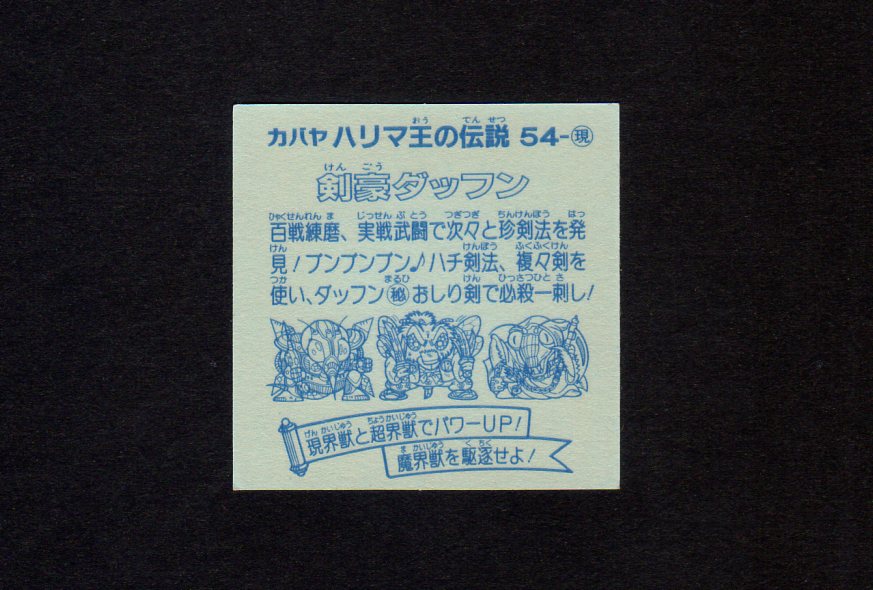 カバヤ ハリマ王の伝説 54-㊝現
剣豪ダッフン
百戦練磨、実戦武闘で次々と珍剣法を発
見!ブンブンブン♪ハチ剣法、複々剣を
使い、ダッフン㊙おしり剣で必殺一刺し!
現界獣と超界獣でパワーUP!
魔界獣を駆逐せよ!